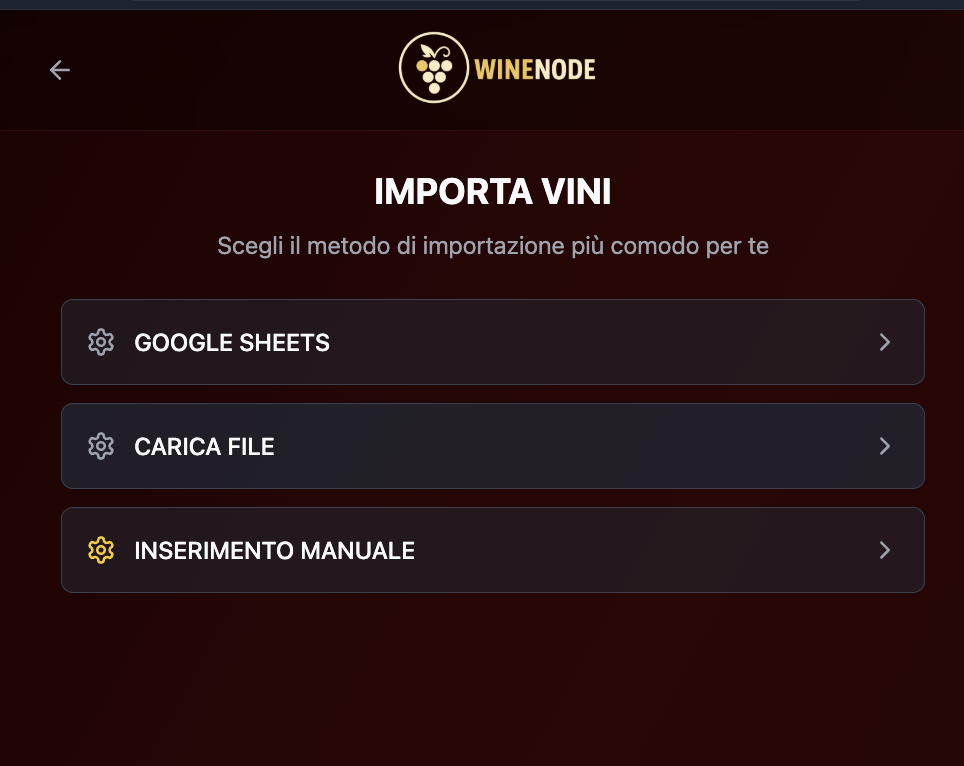 WINENODE
IMPORTA VINI
Scegli il metodo di importazione più comodo per te
GOOGLE SHEETS
CARICA FILE
INSERIMENTO MANUALE